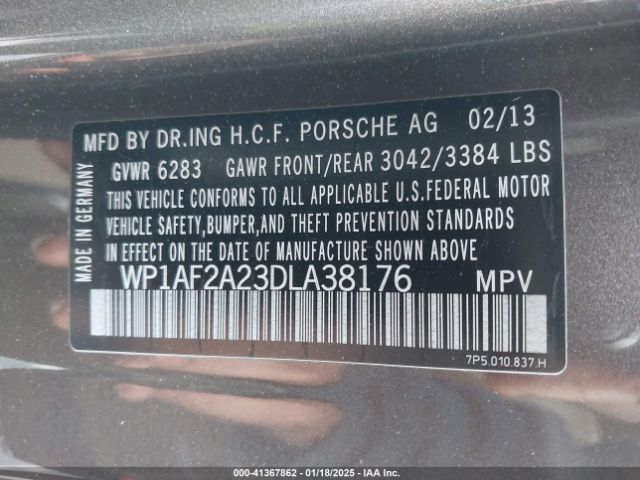 MFD BY DR.ING H.C.F. PORSCHE AG 02/13
GVWR 6283 GAWR FRONT/REAR 3042/3384 LBS
THIS VEHICLE CONFORMS TO ALL APPLICABLE U.S.FEDERAL MOTOR
VEHICLE SAFETY,BUMPER,AND THEFT PREVENTION STANDARDS
IN EFFECT ON THE DATE OF MANUFACTURE SHOWN ABOVE
WP1AF2A23DLA38176 MPV
7P5.010.837.H
MADE IN GERMANY
000-41367862 - 01/18/2025 - IAA Inc.